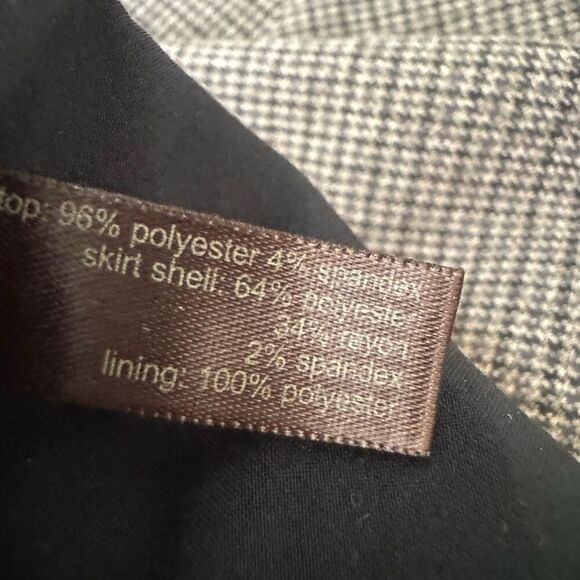 top: 96% polyester 4% spandex
skirt shell: 64% polyester
34% rayon
2% spandex
lining: 100% polyester